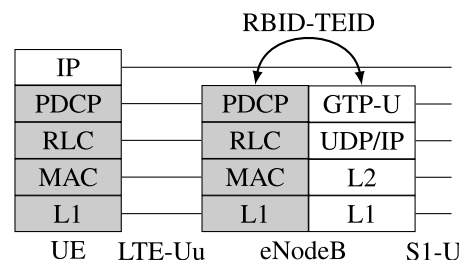 RBID-TEID
IP
PDCP PDCP GTP-U
RLC RLC UDP/IP
MAC MAC L2
L1 L1 L1
UE LTE-Uu eNodeB S1-U